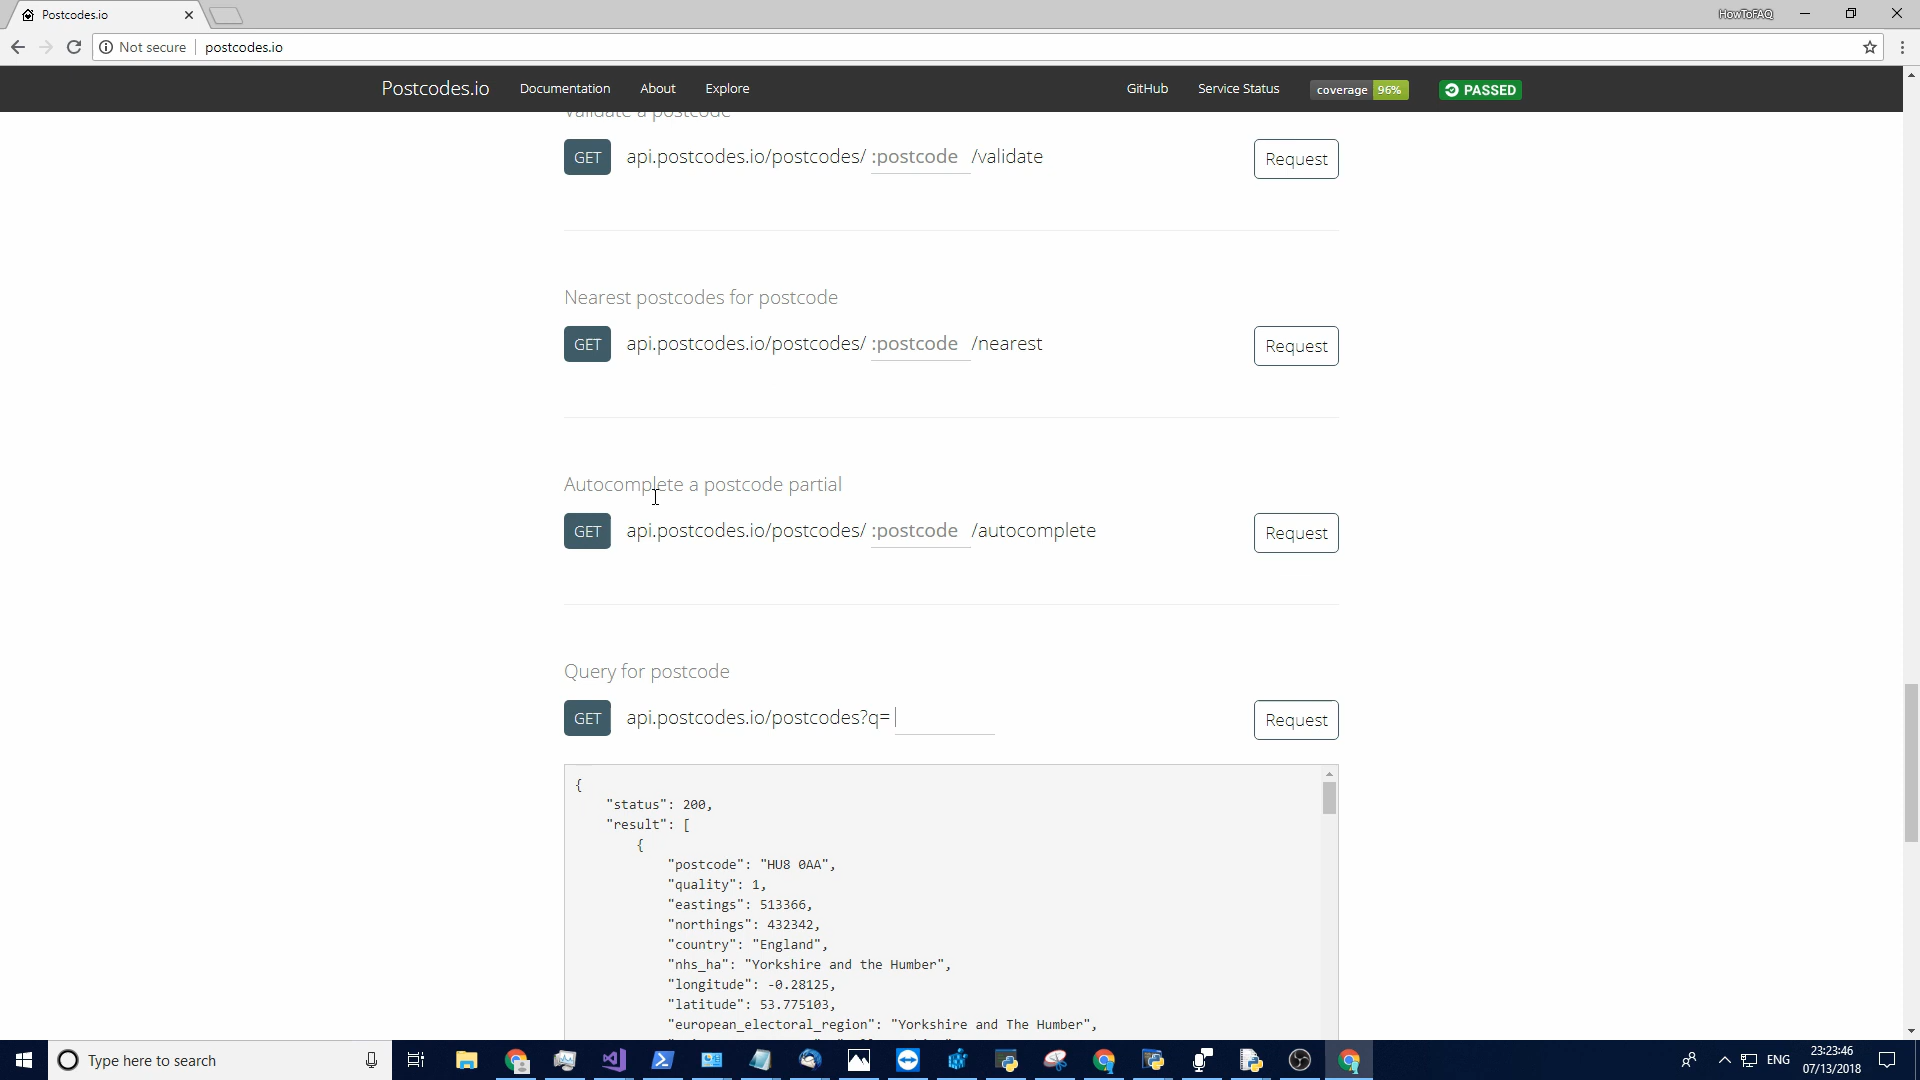 Postcodes.io
HowToFAQ
Not secure postcodes.io
Postcodes.io Documentation About Explore GitHub Service Status coverage 96% PASSED
Validate a postcode
GET api.postcodes.io/postcodes/ :postcode /validate Request
Nearest postcodes for postcode
GET api.postcodes.io/postcodes/ :postcode /nearest Request
Autocomplete a postcode partial
GET api.postcodes.io/postcodes/ :postcode /autocomplete Request
Query for postcode
GET api.postcodes.io/postcodes?q= Request
{
"status": 200,
"result": [
{
"postcode": "HU8 0AA",
"quality": 1,
"eastings": 513366,
"northings": 432342,
"country": "England",
"nhs_ha": "Yorkshire and the Humber",
"longitude": -0.28125,
"latitude": 53.775103,
"european_electoral_region": "Yorkshire and The Humber",
Type here to search
ENG
23:23:46
07/13/2018